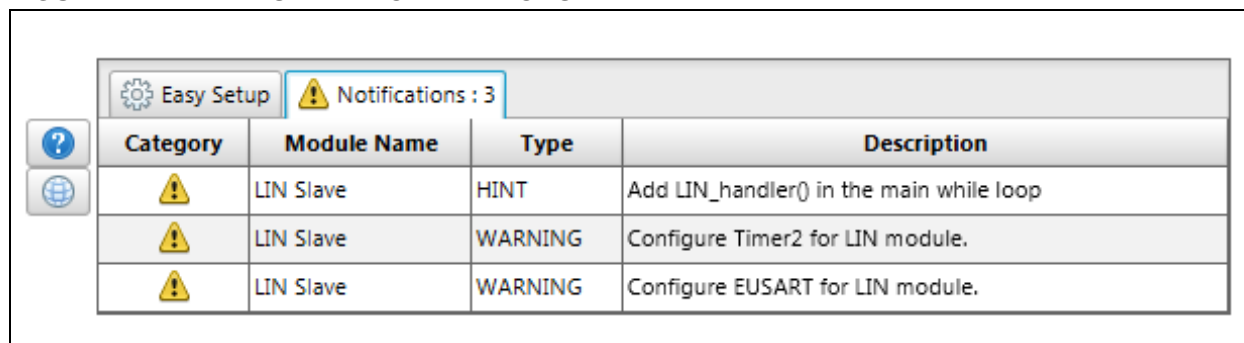 Easy Setup Notifications : 3
Category Module Name Type Description
LIN Slave HINT Add LIN_handler() in the main while loop
LIN Slave WARNING Configure Timer2 for LIN module.
LIN Slave WARNING Configure EUSART for LIN module.